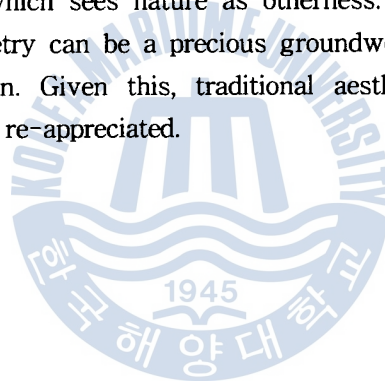 which sees nature as otherness.
etry can be a precious groundwo
n. Given this, traditional aesth
re-appreciated.
KOREA MARITIME UNIVERSITY
1945
한국해양대학교